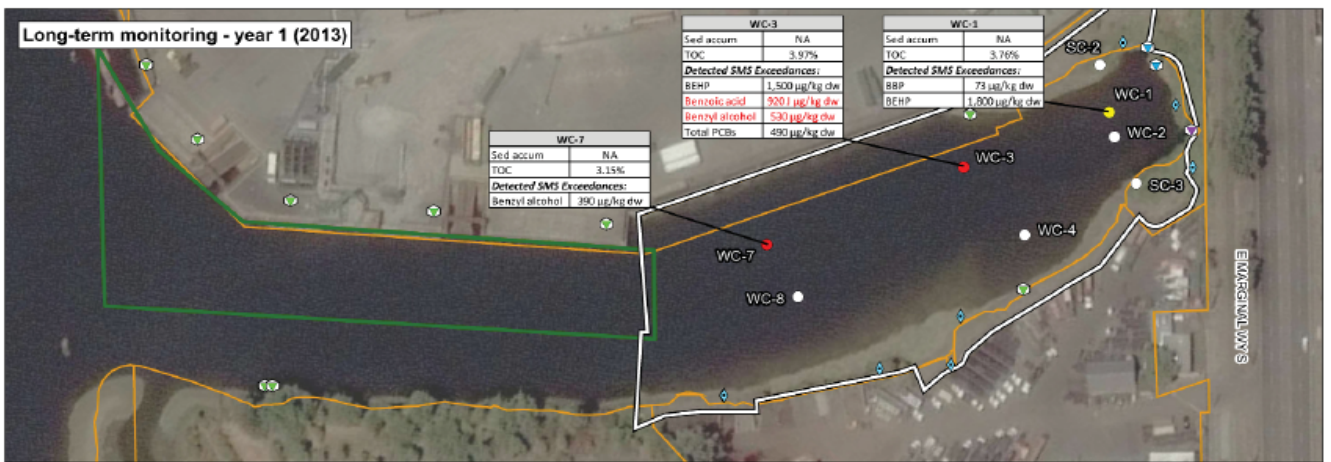 Long-term monitoring - year 1 (2013)
WC-3
Sed accum NA
TOC 3.97%
Detected SMS Exceedances:
BEHP 1,500 µg/kg dw
Benzoic acid 920 J µg/kg dw
Benzyl alcohol 530 µg/kg dw
Total PCBs 490 µg/kg dw
WC-1
Sed accum NA
TOC 3.76%
Detected SMS Exceedances:
BBP 73 µg/kg dw
BEHP 1,800 µg/kg dw
WC-7
Sed accum NA
TOC 3.15%
Detected SMS Exceedances:
Benzyl alcohol 390 µg/kg dw
SC-2
WC-1
WC-2
WC-3
SC-3
WC-4
WC-7
WC-8
E MARGINAL WY S